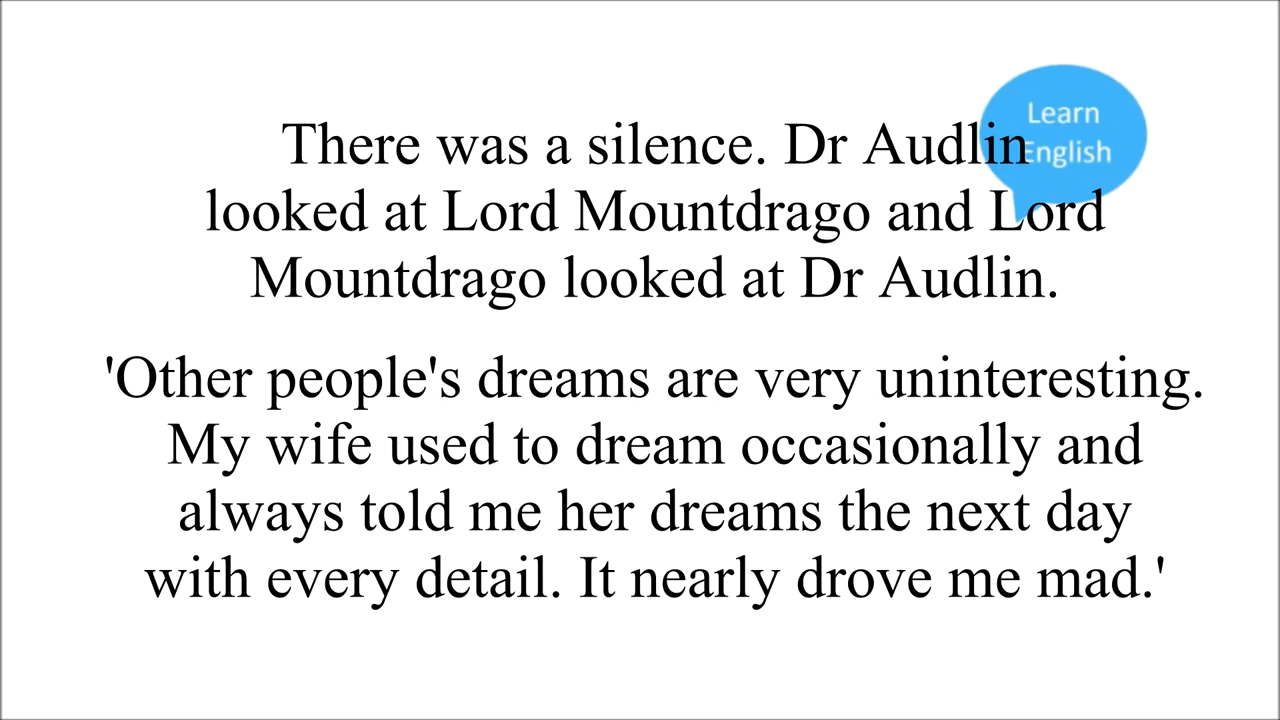 Learn
English
There was a silence. Dr Audlin
looked at Lord Mountdrago and Lord
Mountdrago looked at Dr Audlin.
'Other people's dreams are very uninteresting.
My wife used to dream occasionally and
always told me her dreams the next day
with every detail. It nearly drove me mad.'